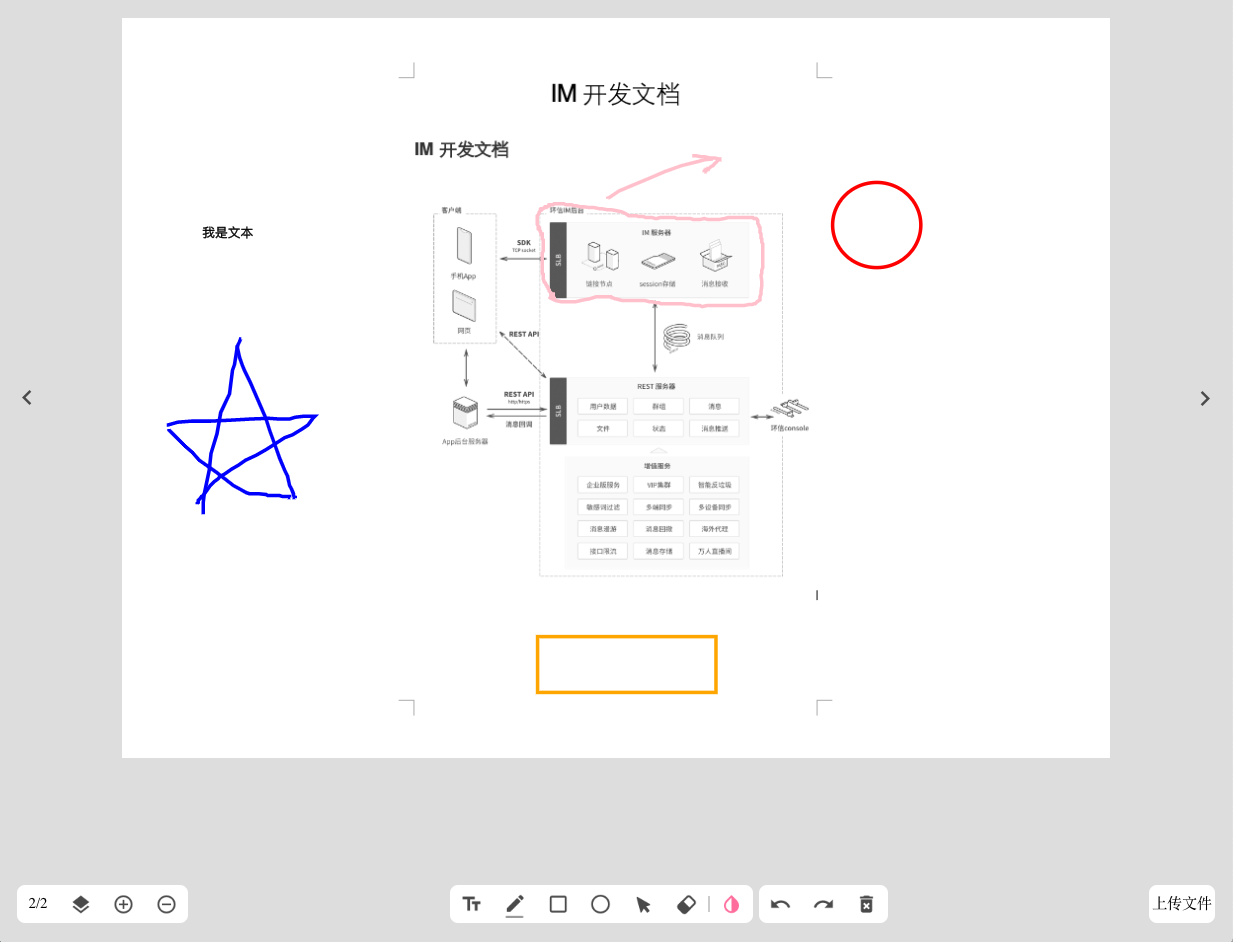 IM 开发文档
IM 开发文档
我是文本
客户端
手机App
网页
SDK
TCP socket
环信IM后台
SLB
IM 服务器
链接节点
session存储
消息接收
REST API
消息队列
REST API
http/https
消息回调
App后台服务器
SLB
REST 服务器
用户数据 群组 消息
文件 状态 消息推送
环信console
增值服务
企业版服务 VIP集群 智能反垃圾
敏感词过滤 多端同步 多设备同步
消息漫游 消息回撤 海外代理
接口限流 消息存储 万人直播间
2/2
Tт
上传文件